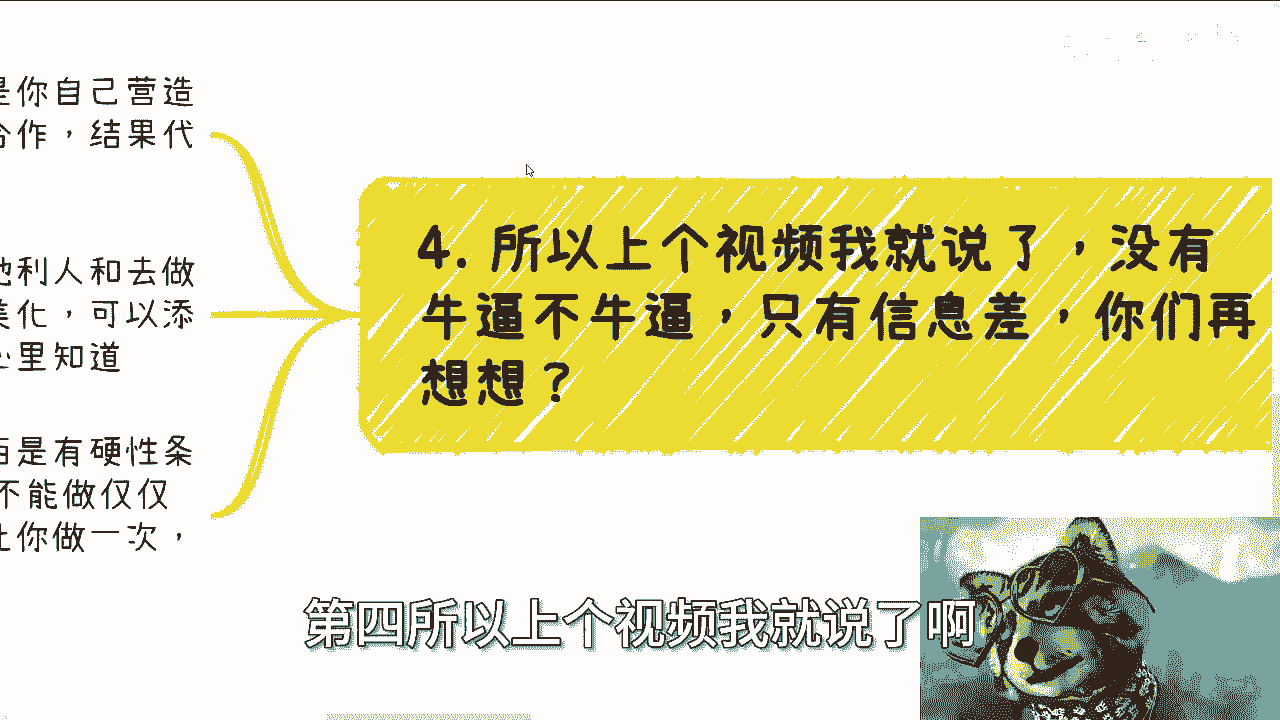 是你自己营造
合作，结果代
地利人和去做
美化，可以添
心里知道
西是有硬性条
不能做仅仅
让你做一次，
4. 所以上个视频我就说了，没有
牛逼不牛逼，只有信息差，你们再
想想？
第四所以上个视频我就说了啊